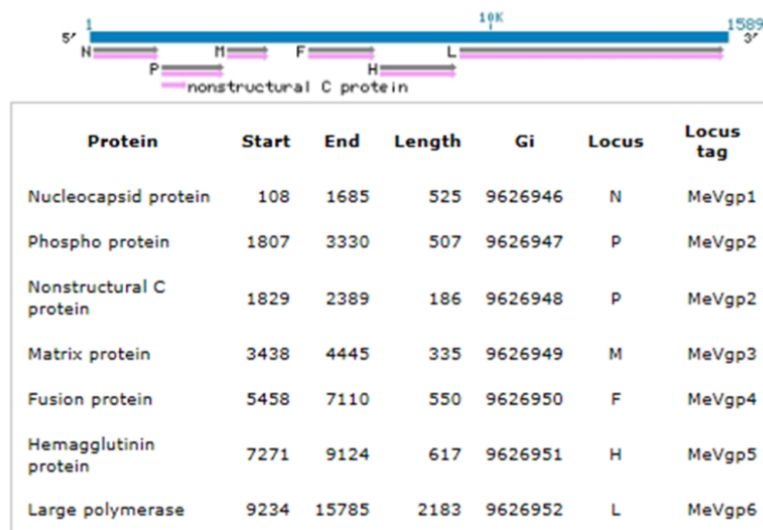 1 10K 1589
5′ 3′
N M F L
P H
nonstructural C protein
Protein Start End Length Gi Locus Locus tag
Nucleocapsid protein 108 1685 525 9626946 N MeVgp1
Phospho protein 1807 3330 507 9626947 P MeVgp2
Nonstructural C protein 1829 2389 186 9626948 P MeVgp2
Matrix protein 3438 4445 335 9626949 M MeVgp3
Fusion protein 5458 7110 550 9626950 F MeVgp4
Hemagglutinin protein 7271 9124 617 9626951 H MeVgp5
Large polymerase 9234 15785 2183 9626952 L MeVgp6